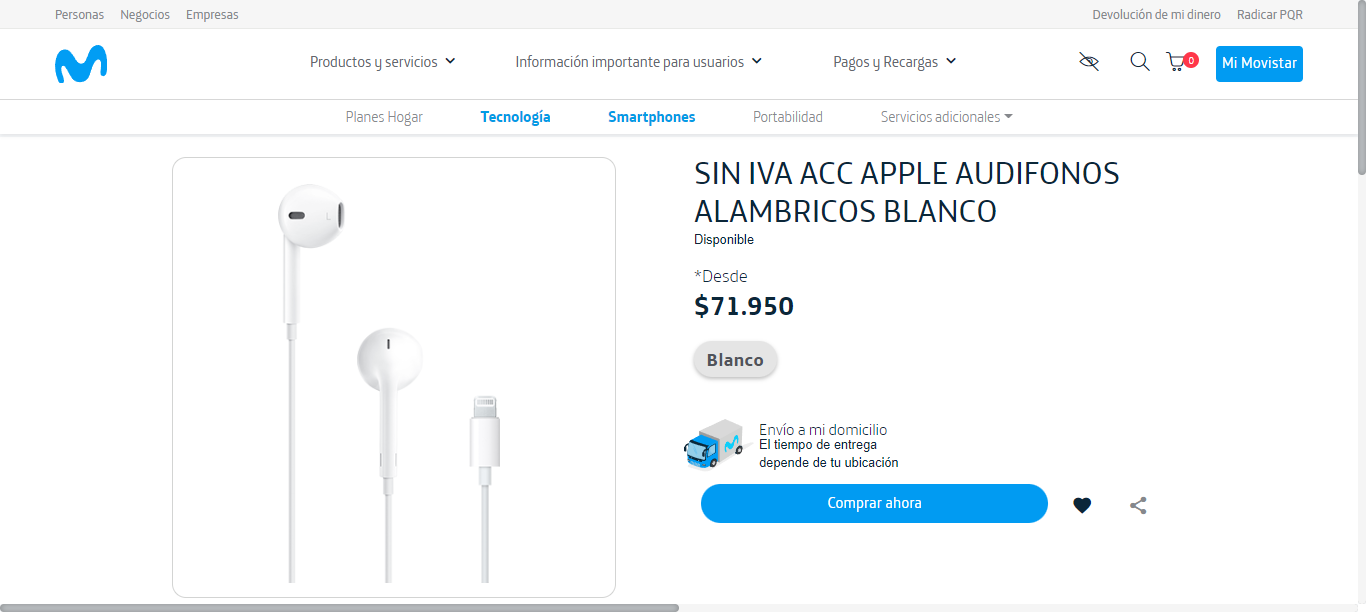 Personas Negocios Empresas Devolución de mi dinero Radicar PQR
Productos y servicios Información importante para usuarios Pagos y Recargas 0 Mi Movistar
Planes Hogar Tecnología Smartphones Portabilidad Servicios adicionales
L
SIN IVA ACC APPLE AUDIFONOS
ALAMBRICOS BLANCO
Disponible
*Desde
$71.950
Blanco
Envío a mi domicilio
El tiempo de entrega
depende de tu ubicación
Comprar ahora